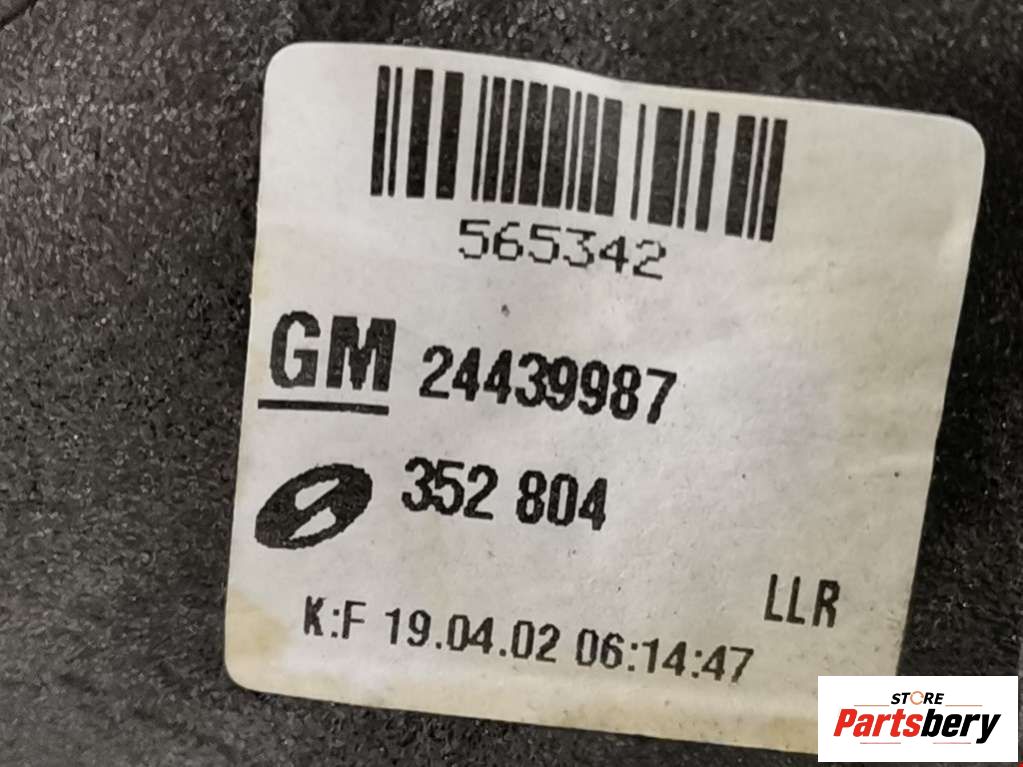 565342
GM 24439987
352 804
LLR
K:F 19.04.02 06:14:47
STORE
Partsbery